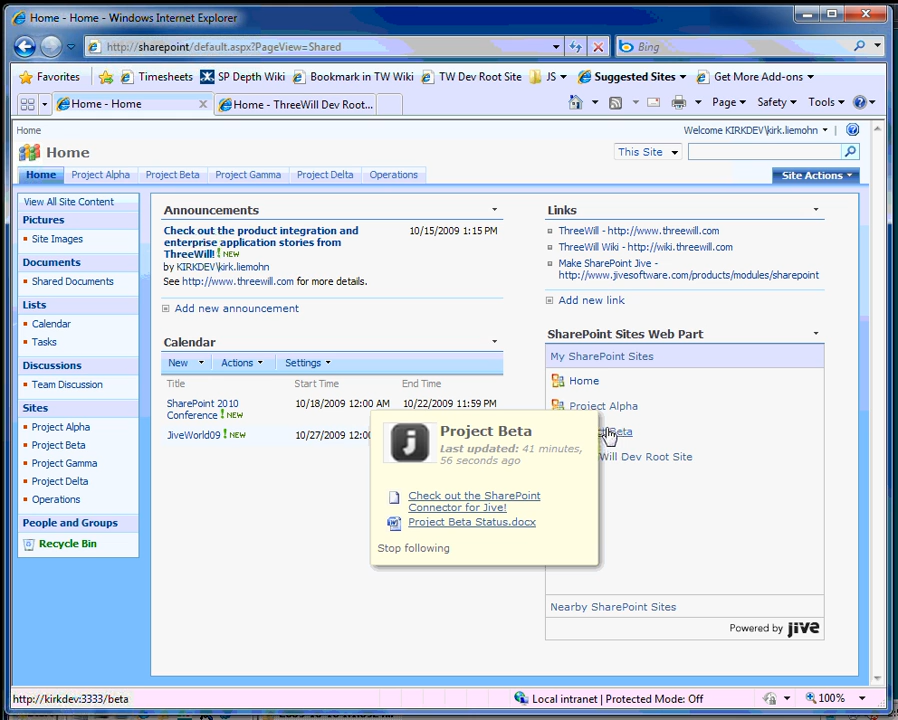 Home - Home - Windows Internet Explorer
http://sharepoint/default.aspx?PageView=Shared
Bing
Favorites
Timesheets
SP Depth Wiki
Bookmark in TW Wiki
TW Dev Root Site
JS
Suggested Sites
Get More Add-ons
Home - Home
Home - ThreeWill Dev Root...
Page
Safety
Tools
Home
Welcome KIRKDEV\kirk.liemohn
Home
This Site
Home
Project Alpha
Project Beta
Project Gamma
Project Delta
Operations
Site Actions
View All Site Content
Pictures
Site Images
Documents
Shared Documents
Lists
Calendar
Tasks
Discussions
Team Discussion
Sites
Project Alpha
Project Beta
Project Gamma
Project Delta
Operations
People and Groups
Recycle Bin
Announcements
Check out the product integration and
enterprise application stories from
ThreeWill! ! NEW
10/15/2009 1:15 PM
by KIRKDEV\kirk.liemohn
See http://www.threewill.com for more details.
Add new announcement
Calendar
New
Actions
Settings
Title
Start Time
End Time
SharePoint 2010
Conference ! NEW
10/18/2009 12:00 AM
10/22/2009 11:59 PM
JiveWorld09 ! NEW
10/27/2009 12:00
Project Beta
Last updated: 41 minutes,
56 seconds ago
Check out the SharePoint
Connector for Jive!
Project Beta Status.docx
Stop following
Links
ThreeWill - http://www.threewill.com
ThreeWill Wiki - http://wiki.threewill.com
Make SharePoint Jive -
http://www.jivesoftware.com/products/modules/sharepoint
Add new link
SharePoint Sites Web Part
My SharePoint Sites
Home
Project Alpha
Beta
Will Dev Root Site
Nearby SharePoint Sites
Powered by jive
http://kirkdev:3333/beta
Local intranet | Protected Mode: Off
100%